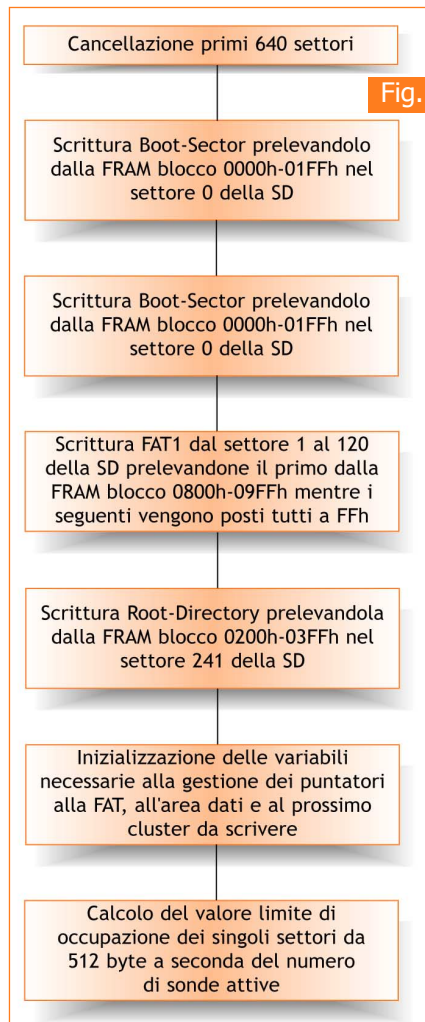 Cancellazione primi 640 settori
Fig.
Scrittura Boot-Sector prelevandolo
dalla FRAM blocco 0000h-01FFh nel
settore 0 della SD
Scrittura Boot-Sector prelevandolo
dalla FRAM blocco 0000h-01FFh nel
settore 0 della SD
Scrittura FAT1 dal settore 1 al 120
della SD prelevandone il primo dalla
FRAM blocco 0800h-09FFh mentre i
seguenti vengono posti tutti a FFh
Scrittura Root-Directory prelevandola
dalla FRAM blocco 0200h-03FFh nel
settore 241 della SD
Inizializzazione delle variabili
necessarie alla gestione dei puntatori
alla FAT, all'area dati e al prossimo
cluster da scrivere
Calcolo del valore limite di
occupazione dei singoli settori da
512 byte a seconda del numero
di sonde attive